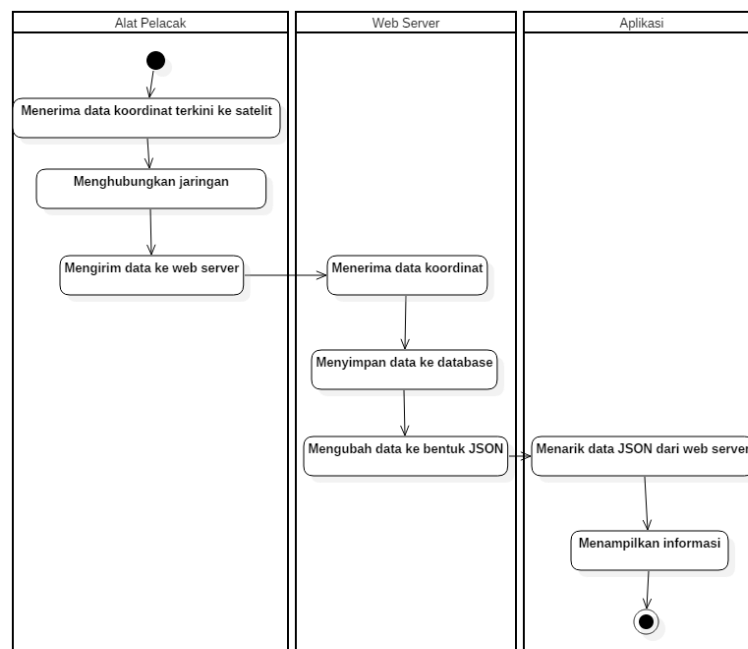 Alat Pelacak
Web Server
Aplikasi
Menerima data koordinat terkini ke satelit
Menghubungkan jaringan
Mengirim data ke web server
Menerima data koordinat
Menyimpan data ke database
Mengubah data ke bentuk JSON
Menarik data JSON dari web server
Menampilkan informasi